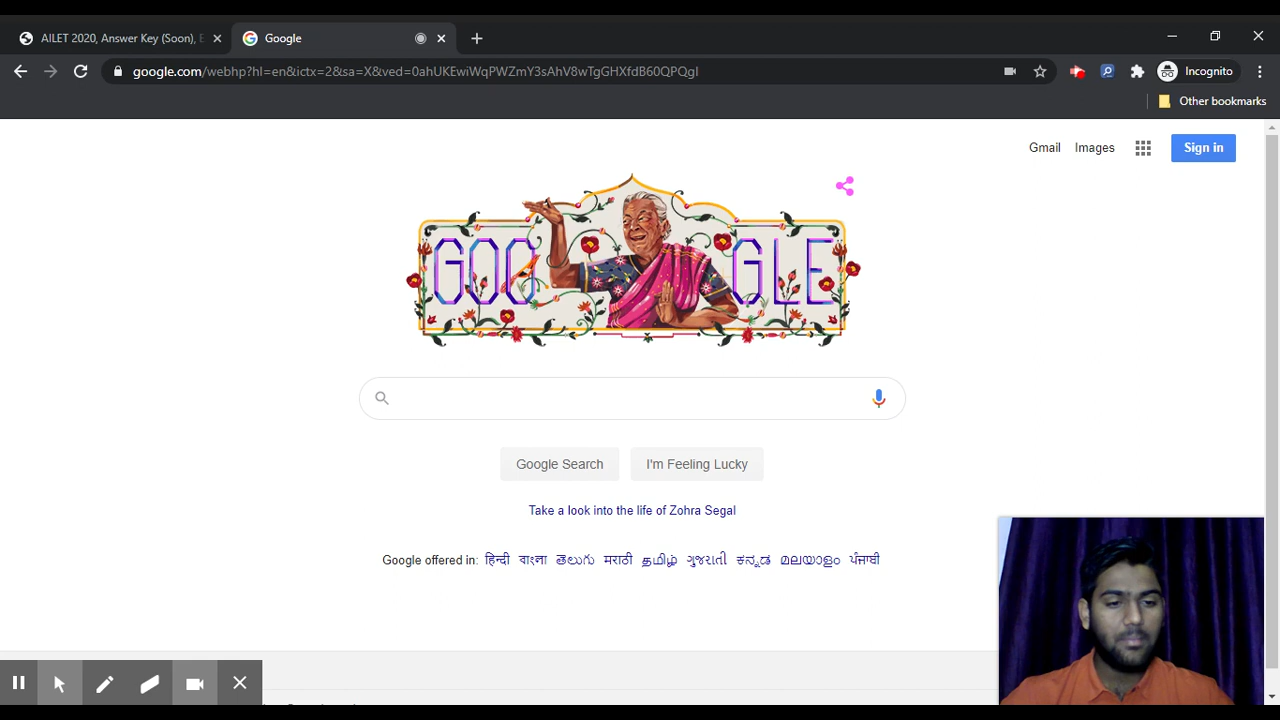 AILET 2020, Answer Key (Soon), E
Google
google.com/webhp?hl=en&ictx=2&sa=X&ved=0ahUKEwiWqPWZmY3sAhV8wTgGHXfdB60QPQgI
Incognito
Other bookmarks
Gmail Images Sign in
GOOGLE
Google Search I'm Feeling Lucky
Take a look into the life of Zohra Segal
Google offered in: हिन्दी বাংলা తెలుగు मराठी தமிழ் ગુજરાતી ಕನ್ನಡ മലയാളം ਪੰਜਾਬੀ